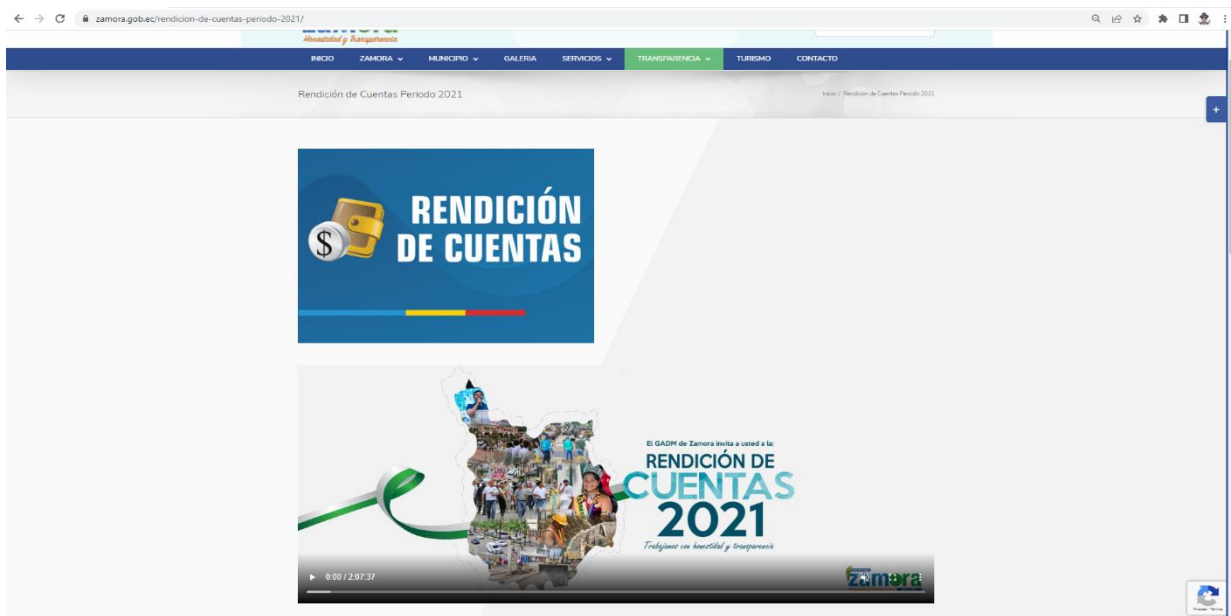 zamora.gob.ec/rendicion-de-cuentas-periodo-2021/
Honestidad y Transparencia
INICIO ZAMORA MUNICIPIO GALERIA SERVICIOS TRANSPARENCIA TURISMO CONTACTO
Rendición de Cuentas Periodo 2021
Inicio / Rendición de Cuentas Periodo 2021
+
RENDICIÓN
DE CUENTAS
$
El GADM de Zamora invita a usted a la:
RENDICIÓN DE
CUENTAS
2021
Trabajamos con honestidad y transparencia
zamora
0:00 / 2:07:37